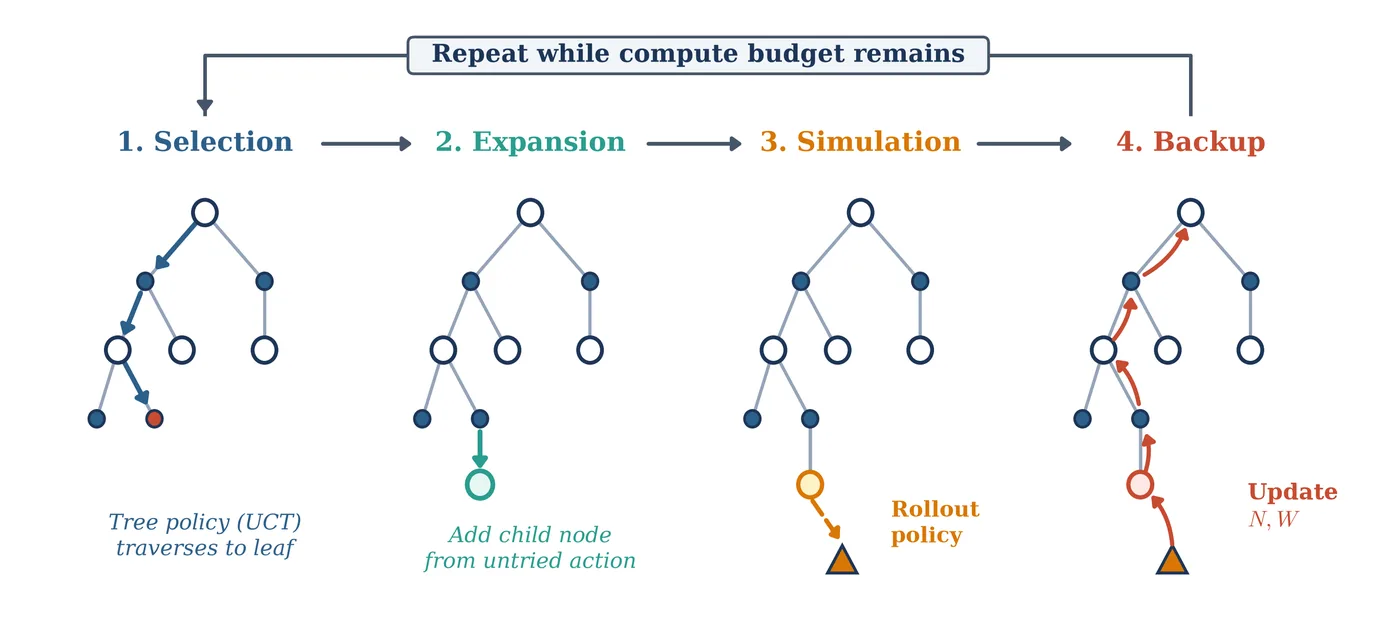 Repeat while compute budget remains
1. Selection
2. Expansion
3. Simulation
4. Backup
Tree policy (UCT)
traverses to leaf
Add child node
from untried action
Rollout
policy
Update
N, W